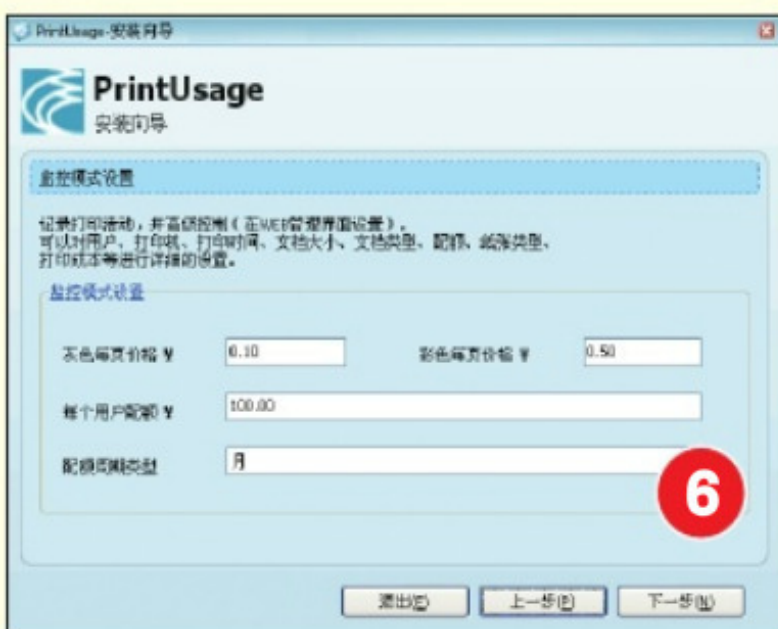 PrintUsage-安装向导
PrintUsage
安装向导
监控模式设置
记录打印活动，并高级控制（在WEB管理界面设置）。
可以对用户、打印机、打印时间、文档大小、文档类型、配额、纸张类型、
打印成本等进行详细的设置。
监控模式设置
灰色每页价格 ¥ 0.10 彩色每页价格 ¥ 0.50
每个用户配额 ¥ 100.00
配额周期类型 月
6
退出(E) 上一步(P) 下一步(N)